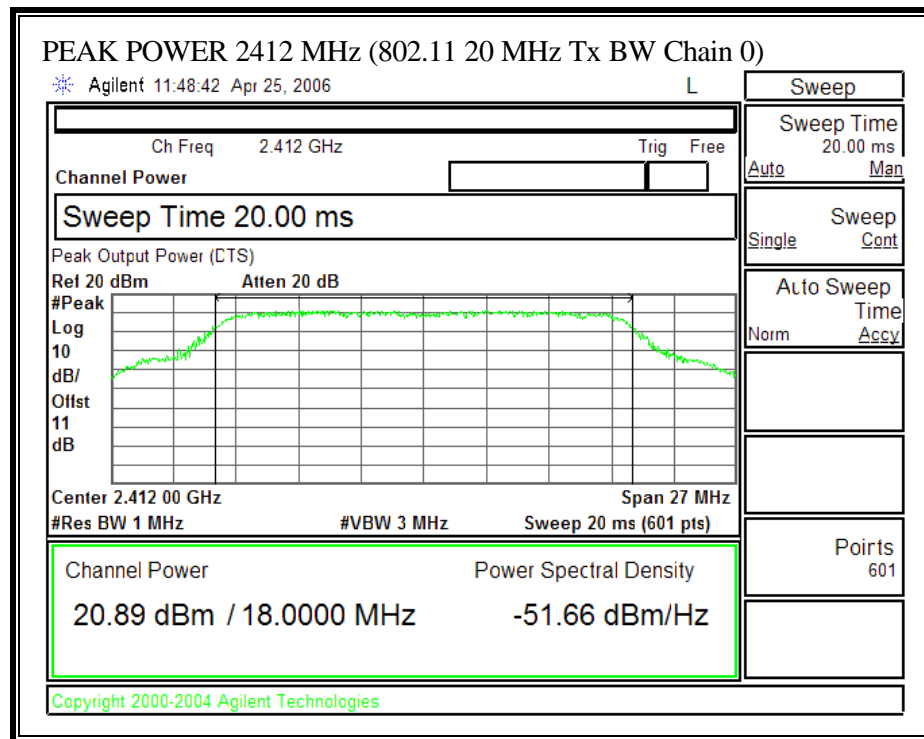 PEAK POWER 2412 MHz (802.11 20 MHz Tx BW Chain 0)
Agilent 11:48:42 Apr 25, 2006 L
Ch Freq 2.412 GHz Trig Free
Channel Power
Sweep Time 20.00 ms
Peak Output Power (DTS)
Ref 20 dBm Atten 20 dB
#Peak
Log
10
dB/
Offst
11
dB
Center 2.412 00 GHz Span 27 MHz
#Res BW 1 MHz #VBW 3 MHz Sweep 20 ms (601 pts)
Channel Power Power Spectral Density
20.89 dBm / 18.0000 MHz -51.66 dBm/Hz
Copyright 2000-2004 Agilent Technologies
Sweep
Sweep Time
20.00 ms
Auto Man
Sweep
Single Cont
Auto Sweep
Time
Norm Accy
Points
601